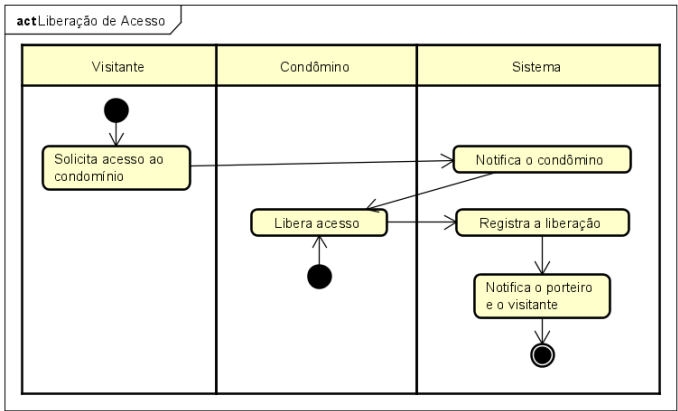 act Liberação de Acesso
Visitante
Condômino
Sistema
Solicita acesso ao
condomínio
Notifica o condômino
Libera acesso
Registra a liberação
Notifica o porteiro
e o visitante